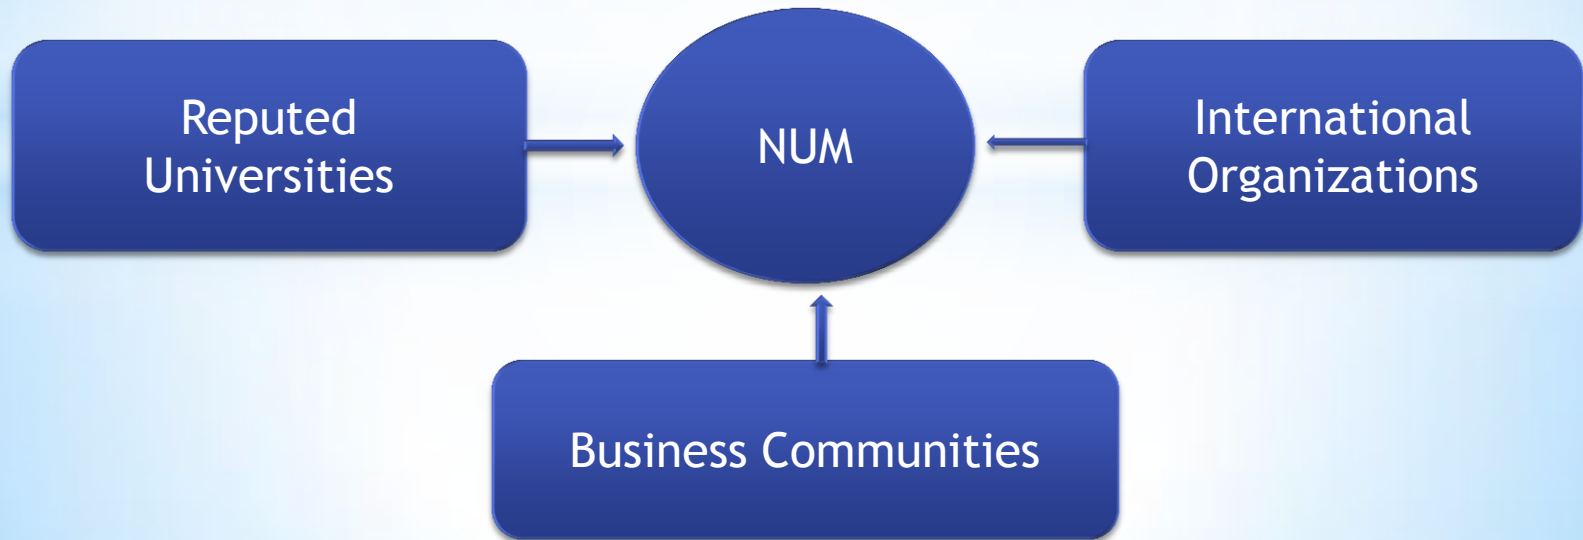 Reputed
Universities
NUM
International
Organizations
Business Communities